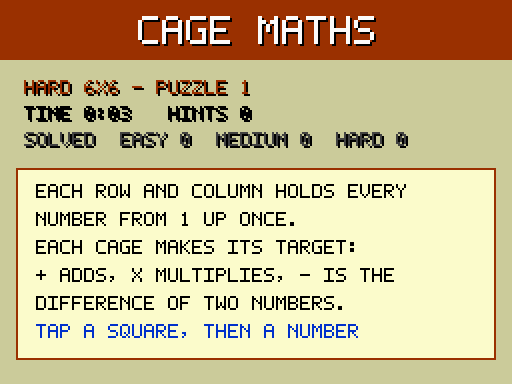 CAGE MATHS
HARD 6X6 - PUZZLE 1
TIME 0:03 HINTS 0
SOLVED EASY 0 MEDIUM 0 HARD 0
EACH ROW AND COLUMN HOLDS EVERY
NUMBER FROM 1 UP ONCE.
EACH CAGE MAKES ITS TARGET:
+ ADDS, X MULTIPLIES, - IS THE
DIFFERENCE OF TWO NUMBERS.
TAP A SQUARE, THEN A NUMBER